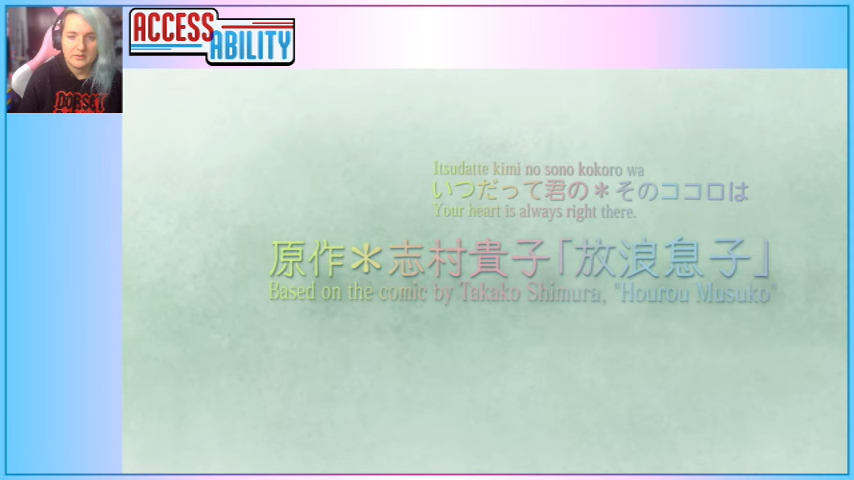 ACCESS
ABILITY
DORSET
Itsudatte kimi no sono kokoro wa
いつだって君の＊そのココロは
Your heart is always right there.
原作＊志村貴子「放浪息子」
Based on the comic by Takako Shimura, "Hourou Musuko"